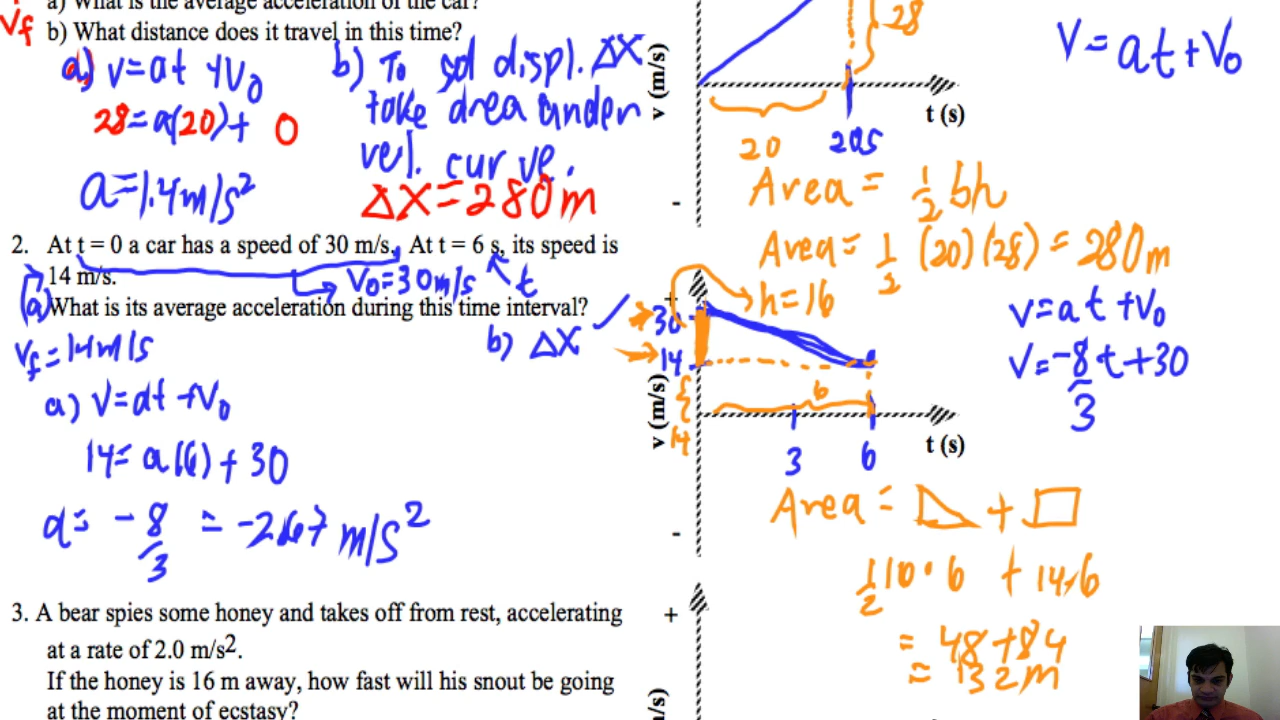 a) What is the average acceleration of the car?
Vf b) What distance does it travel in this time?
a) V=at +V0
28=a(20)+ 0
a=1.4m/s²
b) To displ. ΔX
take area under
vel. curve.
ΔX=280m
28
v (m/s)
t (s)
20 20s
-
V=at+V0
Area = 1/2 bh
Area= 1/2 (20)(28) = 280m
2. At t = 0 a car has a speed of 30 m/s. At t = 6 s, its speed is
14 m/s.
V0=30m/s t
(a) What is its average acceleration during this time interval?
Vf=14m/s
b) ΔX
a) V=at+V0
14=a(6)+30
a= -8/3 = -2.67 m/s²
+
h=16
30
14
v (m/s)
14
6
3 6
t (s)
-
V=at+V0
V=-8/3 t+30
Area = +
1/2 · 6 + 14·6
= 48+84
= 132m
3. A bear spies some honey and takes off from rest, accelerating
at a rate of 2.0 m/s2.
If the honey is 16 m away, how fast will his snout be going
at the moment of ecstasy?
+